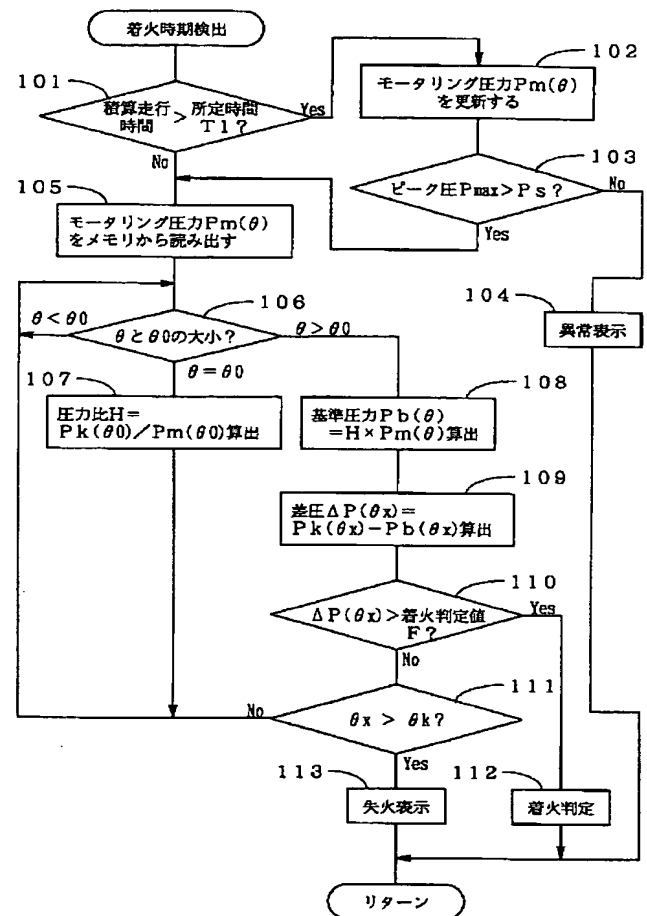 着火時期検出
101
積算走行
時間
>
所定時間
T1?
Yes
No
102
モータリング圧力Pm(θ)
を更新する
103
ピーク圧Pmax>Ps?
No
Yes
104
異常表示
105
モータリング圧力Pm(θ)
をメモリから読み出す
106
θとθ0の大小?
θ<θ0
θ>θ0
θ=θ0
107
圧力比H=
Pk(θ0)/Pm(θ0)算出
108
基準圧力Pb(θ)
=H×Pm(θ)算出
109
差圧ΔP(θx)=
Pk(θx)-Pb(θx)算出
110
ΔP(θx)>着火判定値
F?
Yes
No
111
θx > θk?
No
Yes
112
着火判定
113
失火表示
リターン